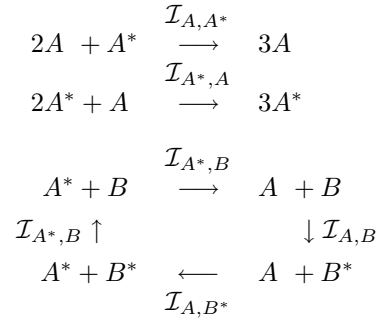 𝓘_{A,A*}
2A + A* ⟶ 3A
𝓘_{A*,A}
2A* + A ⟶ 3A*
𝓘_{A*,B}
A* + B ⟶ A + B
𝓘_{A*,B} ↑ ↓ 𝓘_{A,B}
A* + B* ⟵ A + B*
𝓘_{A,B*}